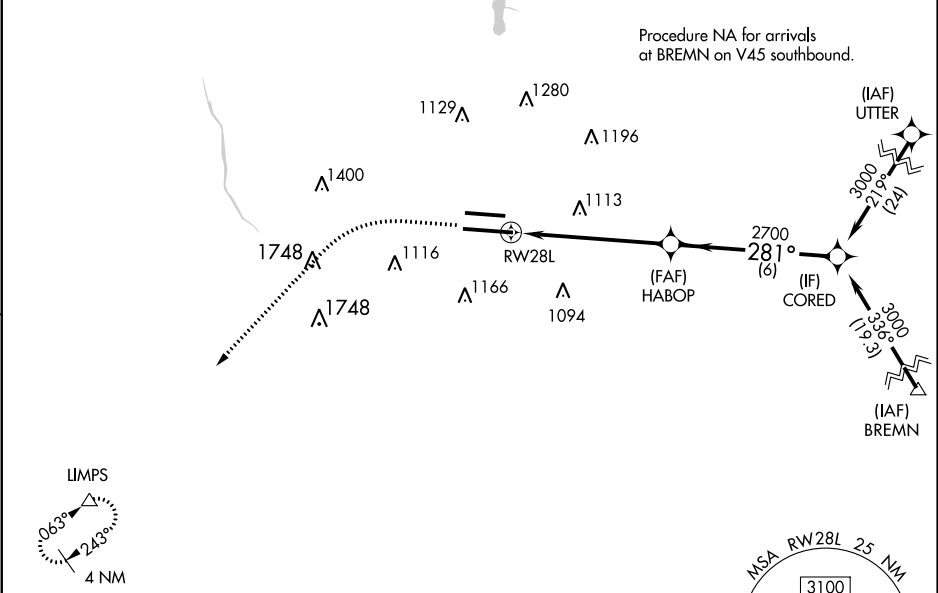 Procedure NA for arrivals
at BREMN on V45 southbound.
1280
1129
(IAF)
UTTER
1196
1400
3000
219°
(24)
1113
2700
281°
(6)
1748
1116
RW28L
(FAF)
HABOP
(IF)
CORED
1166
1748
1094
3000
336°
(19.3)
(IAF)
BREMN
LIMPS
063°
243°
4 NM
MSA RW28L 25 NM
3100